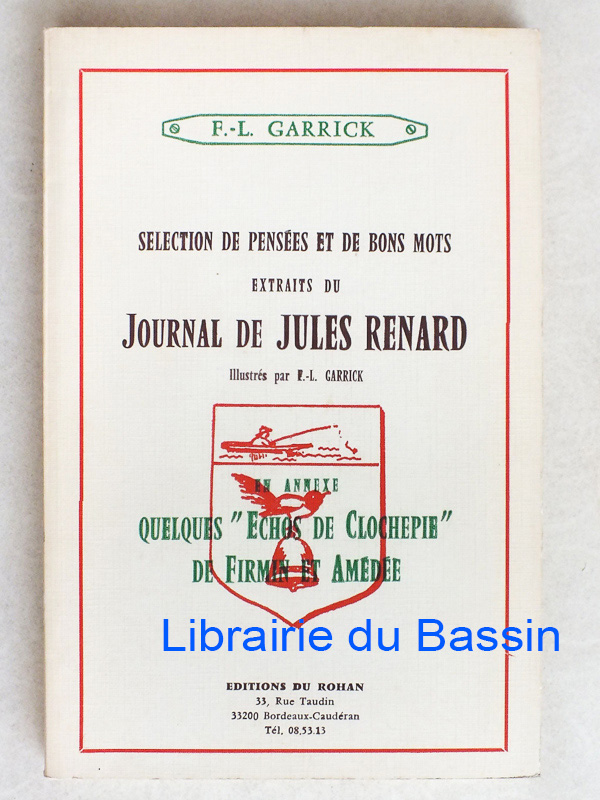 F.-L. GARRICK
SELECTION DE PENSÉES ET DE BONS MOTS
EXTRAITS DU
JOURNAL DE JULES RENARD
Illustrés par F.-L. GARRICK
EN ANNEXE
QUELQUES "ECHOS DE CLOCHEPIE"
DE FIRMIN ET AMÉDÉE
Librairie du Bassin
EDITIONS DU ROHAN
33, Rue Taudin
33200 Bordeaux-Caudéran
Tél. 08.53.13